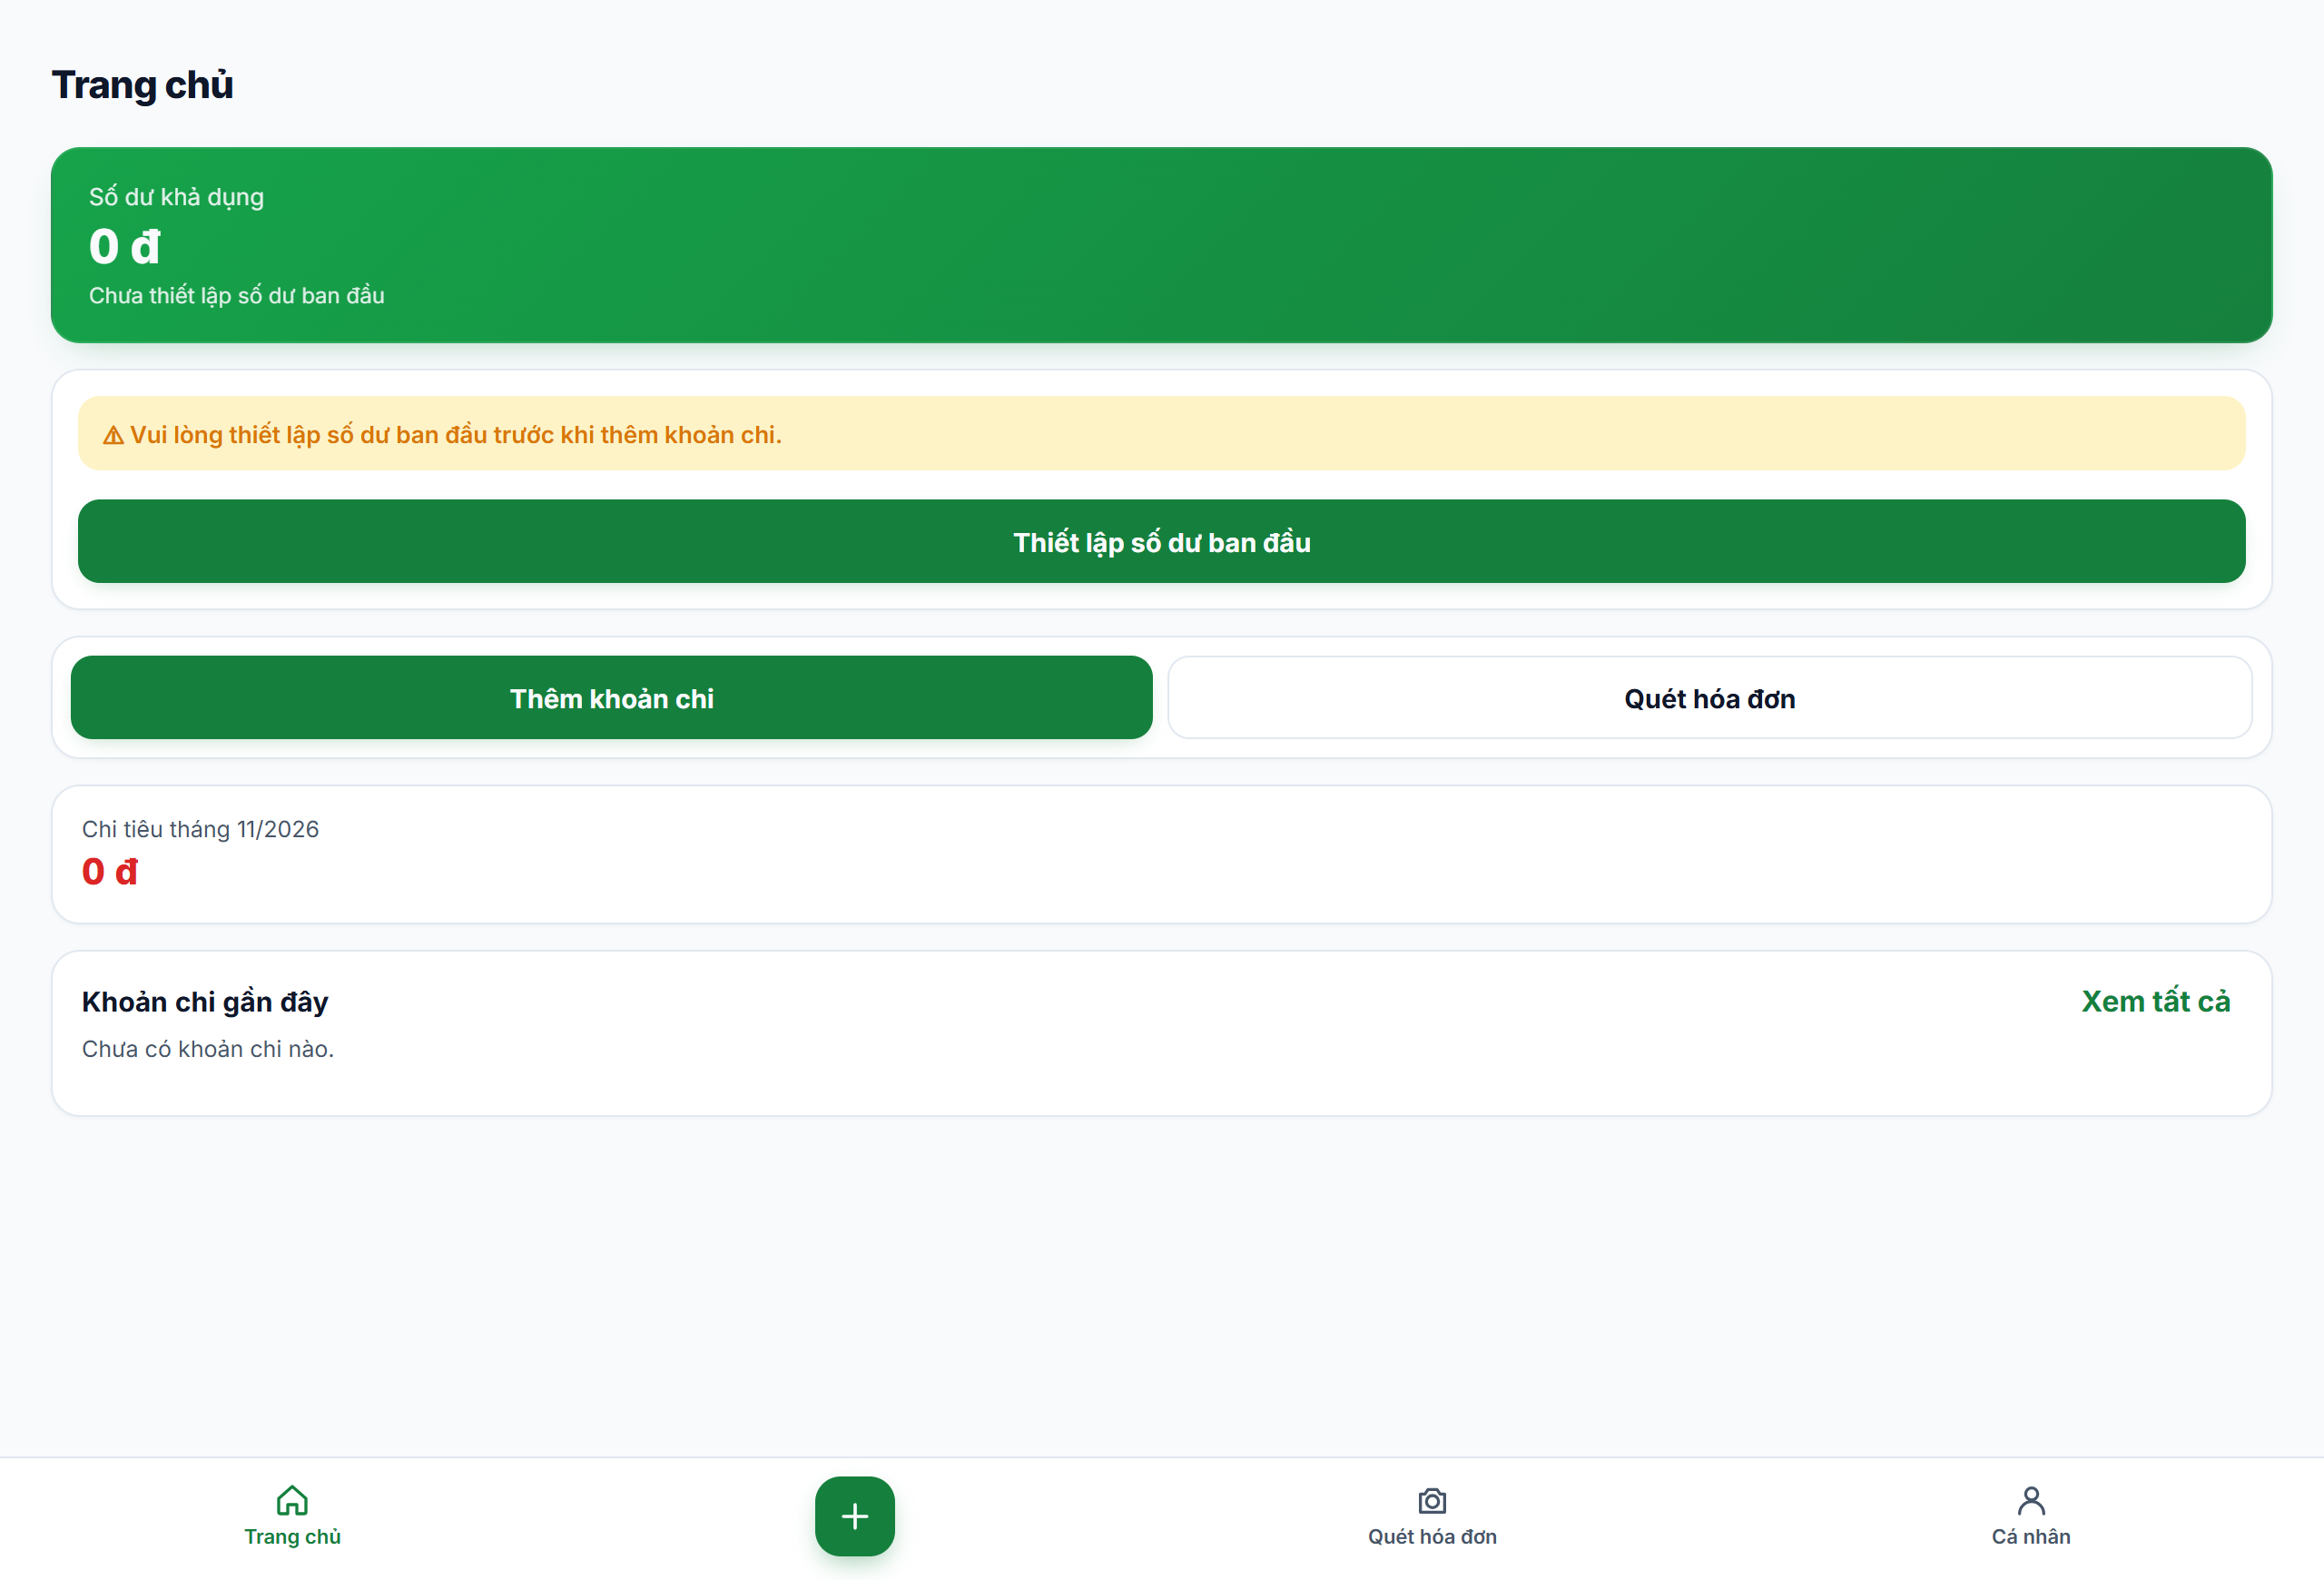 Trang chủ
Số dư khả dụng
0 đ
Chưa thiết lập số dư ban đầu
⚠ Vui lòng thiết lập số dư ban đầu trước khi thêm khoản chi.
Thiết lập số dư ban đầu
Thêm khoản chi
Quét hóa đơn
Chi tiêu tháng 11/2026
0 đ
Khoản chi gần đây
Xem tất cả
Chưa có khoản chi nào.
Trang chủ
Quét hóa đơn
Cá nhân